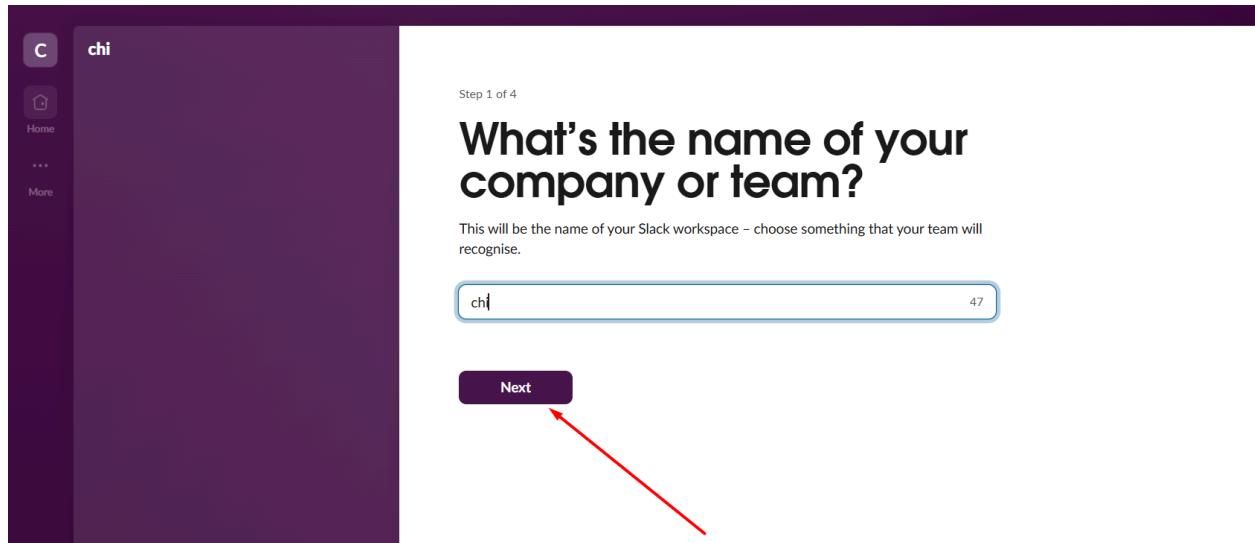 C
chi
Home
More
Step 1 of 4
What's the name of your
company or team?
This will be the name of your Slack workspace – choose something that your team will
recognise.
chi
47
Next